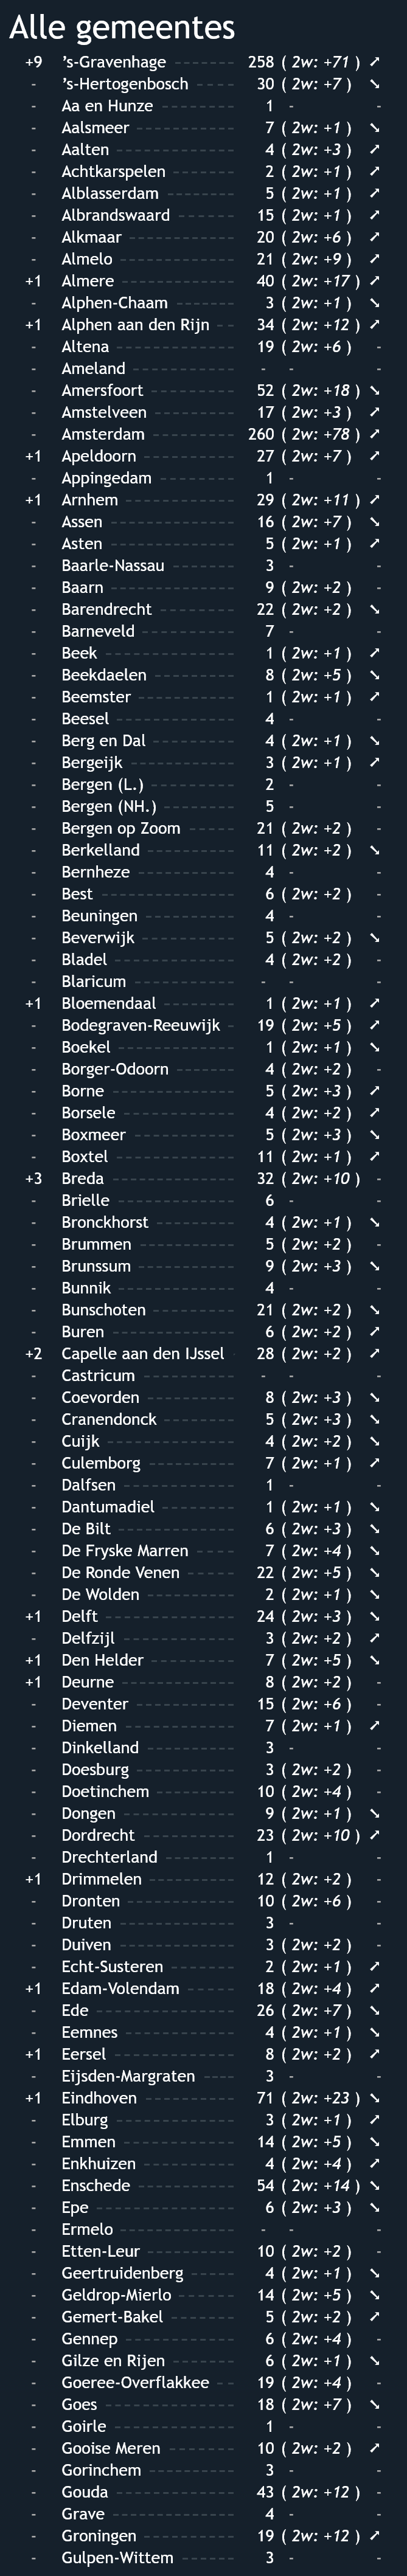 Alle gemeentes
+9 ’s-Gravenhage 258 ( 2w: +71 ) ➚
- ’s-Hertogenbosch 30 ( 2w: +7 ) ➘
- Aa en Hunze 1 - -
- Aalsmeer 7 ( 2w: +1 ) ➘
- Aalten 4 ( 2w: +3 ) ➚
- Achtkarspelen 2 ( 2w: +1 ) ➚
- Alblasserdam 5 ( 2w: +1 ) ➚
- Albrandswaard 15 ( 2w: +1 ) ➚
- Alkmaar 20 ( 2w: +6 ) ➚
- Almelo 21 ( 2w: +9 ) ➚
+1 Almere 40 ( 2w: +17 ) ➚
- Alphen-Chaam 3 ( 2w: +1 ) ➘
+1 Alphen aan den Rijn 34 ( 2w: +12 ) ➚
- Altena 19 ( 2w: +6 ) -
- Ameland - - -
- Amersfoort 52 ( 2w: +18 ) ➘
- Amstelveen 17 ( 2w: +3 ) ➚
- Amsterdam 260 ( 2w: +78 ) ➚
+1 Apeldoorn 27 ( 2w: +7 ) ➚
- Appingedam 1 - -
+1 Arnhem 29 ( 2w: +11 ) ➚
- Assen 16 ( 2w: +7 ) ➘
- Asten 5 ( 2w: +1 ) ➚
- Baarle-Nassau 3 - -
- Baarn 9 ( 2w: +2 ) -
- Barendrecht 22 ( 2w: +2 ) ➘
- Barneveld 7 - -
- Beek 1 ( 2w: +1 ) ➚
- Beekdaelen 8 ( 2w: +5 ) ➘
- Beemster 1 ( 2w: +1 ) ➚
- Beesel 4 - -
- Berg en Dal 4 ( 2w: +1 ) ➘
- Bergeijk 3 ( 2w: +1 ) ➚
- Bergen (L.) 2 - -
- Bergen (NH.) 5 - -
- Bergen op Zoom 21 ( 2w: +2 ) -
- Berkelland 11 ( 2w: +2 ) ➘
- Bernheze 4 - -
- Best 6 ( 2w: +2 ) -
- Beuningen 4 - -
- Beverwijk 5 ( 2w: +2 ) ➘
- Bladel 4 ( 2w: +2 ) -
- Blaricum - - -
+1 Bloemendaal 1 ( 2w: +1 ) ➚
- Bodegraven-Reeuwijk 19 ( 2w: +5 ) ➚
- Boekel 1 ( 2w: +1 ) ➘
- Borger-Odoorn 4 ( 2w: +2 ) -
- Borne 5 ( 2w: +3 ) ➚
- Borsele 4 ( 2w: +2 ) ➚
- Boxmeer 5 ( 2w: +3 ) ➘
- Boxtel 11 ( 2w: +1 ) ➚
+3 Breda 32 ( 2w: +10 ) -
- Brielle 6 - -
- Bronckhorst 4 ( 2w: +1 ) ➘
- Brummen 5 ( 2w: +2 ) -
- Brunssum 9 ( 2w: +3 ) ➘
- Bunnik 4 - -
- Bunschoten 21 ( 2w: +2 ) ➘
- Buren 6 ( 2w: +2 ) ➚
+2 Capelle aan den IJssel 28 ( 2w: +2 ) ➚
- Castricum - - -
- Coevorden 8 ( 2w: +3 ) ➘
- Cranendonck 5 ( 2w: +3 ) ➘
- Cuijk 4 ( 2w: +2 ) ➘
- Culemborg 7 ( 2w: +1 ) ➚
- Dalfsen 1 - -
- Dantumadiel 1 ( 2w: +1 ) ➘
- De Bilt 6 ( 2w: +3 ) ➘
- De Fryske Marren 7 ( 2w: +4 ) ➘
- De Ronde Venen 22 ( 2w: +5 ) ➘
- De Wolden 2 ( 2w: +1 ) ➘
+1 Delft 24 ( 2w: +3 ) ➘
- Delfzijl 3 ( 2w: +2 ) ➚
+1 Den Helder 7 ( 2w: +5 ) ➘
+1 Deurne 8 ( 2w: +2 ) -
- Deventer 15 ( 2w: +6 ) -
- Diemen 7 ( 2w: +1 ) ➚
- Dinkelland 3 - -
- Doesburg 3 ( 2w: +2 ) -
- Doetinchem 10 ( 2w: +4 ) -
- Dongen 9 ( 2w: +1 ) ➘
- Dordrecht 23 ( 2w: +10 ) ➚
- Drechterland 1 - -
+1 Drimmelen 12 ( 2w: +2 ) -
- Dronten 10 ( 2w: +6 ) -
- Druten 3 - -
- Duiven 3 ( 2w: +2 ) -
- Echt-Susteren 2 ( 2w: +1 ) ➚
+1 Edam-Volendam 18 ( 2w: +4 ) ➚
- Ede 26 ( 2w: +7 ) ➘
- Eemnes 4 ( 2w: +1 ) ➘
+1 Eersel 8 ( 2w: +2 ) ➚
- Eijsden-Margraten 3 - -
+1 Eindhoven 71 ( 2w: +23 ) ➘
- Elburg 3 ( 2w: +1 ) ➚
- Emmen 14 ( 2w: +5 ) ➘
- Enkhuizen 4 ( 2w: +4 ) ➚
- Enschede 54 ( 2w: +14 ) ➘
- Epe 6 ( 2w: +3 ) ➘
- Ermelo - - -
- Etten-Leur 10 ( 2w: +2 ) -
- Geertruidenberg 4 ( 2w: +1 ) ➘
- Geldrop-Mierlo 14 ( 2w: +5 ) ➘
- Gemert-Bakel 5 ( 2w: +2 ) ➚
- Gennep 6 ( 2w: +4 ) -
- Gilze en Rijen 6 ( 2w: +1 ) ➘
- Goeree-Overflakkee 19 ( 2w: +4 ) -
- Goes 18 ( 2w: +7 ) ➘
- Goirle 1 - -
- Gooise Meren 10 ( 2w: +2 ) ➚
- Gorinchem 3 - -
- Gouda 43 ( 2w: +12 ) -
- Grave 4 - -
- Groningen 19 ( 2w: +12 ) ➚
- Gulpen-Wittem 3 - -